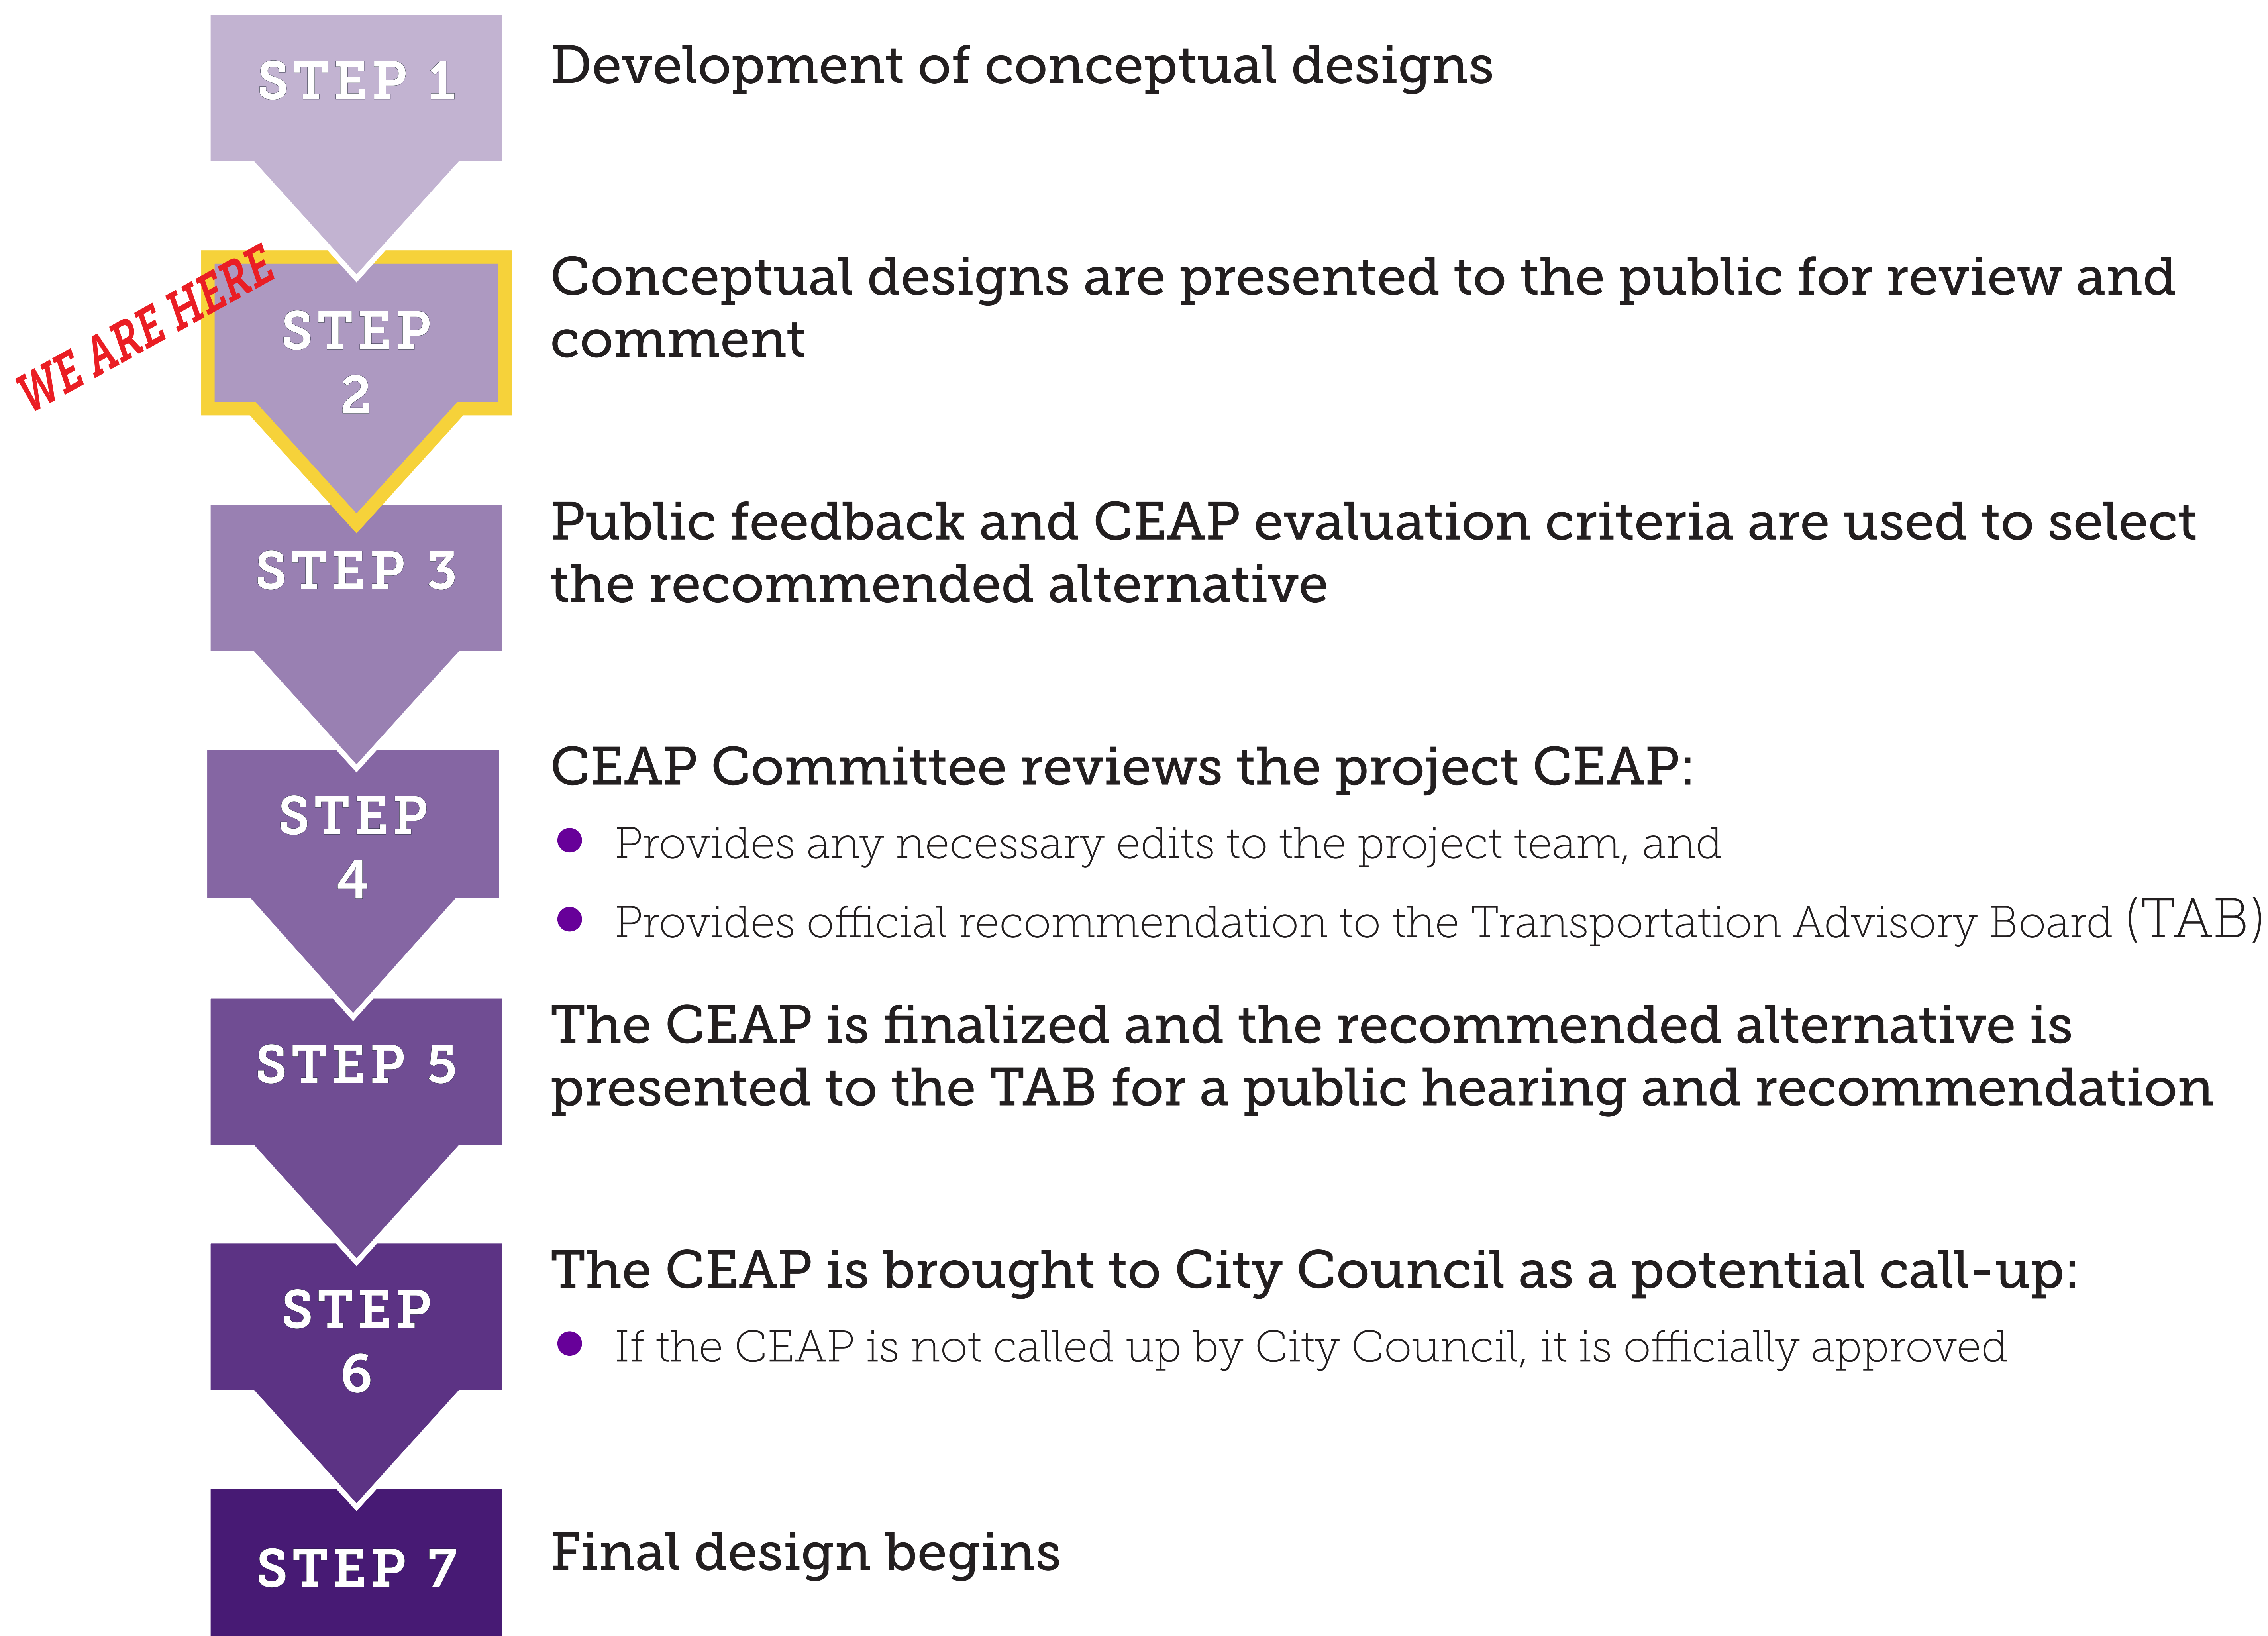 STEP 1
Development of conceptual designs
WE ARE HERE
STEP
2
Conceptual designs are presented to the public for review and
comment
STEP 3
Public feedback and CEAP evaluation criteria are used to select
the recommended alternative
STEP
4
CEAP Committee reviews the project CEAP:
● Provides any necessary edits to the project team, and
● Provides official recommendation to the Transportation Advisory Board (TAB)
STEP 5
The CEAP is finalized and the recommended alternative is
presented to the TAB for a public hearing and recommendation
STEP
6
The CEAP is brought to City Council as a potential call-up:
● If the CEAP is not called up by City Council, it is officially approved
STEP 7
Final design begins